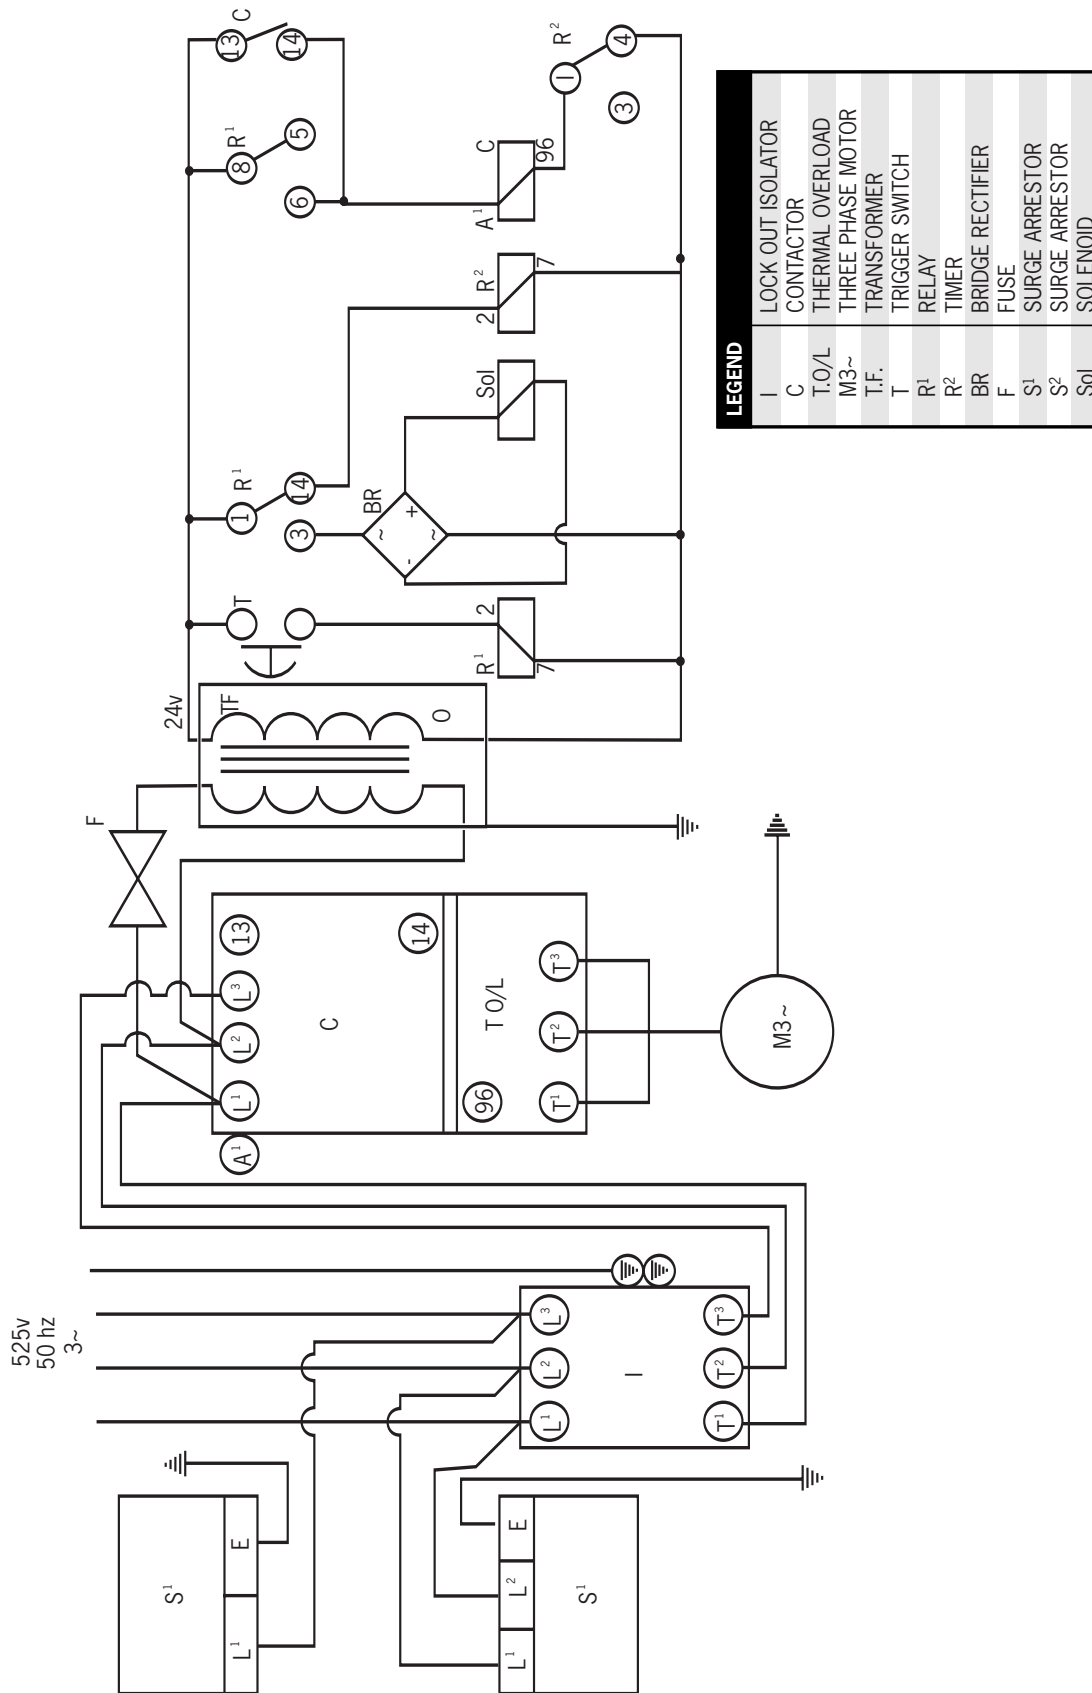 525v
50 hz
3~
S¹
L¹
E
S¹
L¹
L²
E
L¹
L²
L³
I
T¹
T²
T³
A¹
L¹
L²
L³
13
C
14
96
T O/L
T¹
T²
T³
M3~
F
24v
TF
O
T
R¹
2
7
1
R¹
3
14
BR
~
+
-
~
Sol
2
R²
7
8
R¹
6
5
13
C
14
A¹
C
96
1
R²
3
4
LEGEND
I LOCK OUT ISOLATOR
C CONTACTOR
T.O/L THERMAL OVERLOAD
M3~ THREE PHASE MOTOR
T.F. TRANSFORMER
T TRIGGER SWITCH
R¹ RELAY
R² TIMER
BR BRIDGE RECTIFIER
F FUSE
S¹ SURGE ARRESTOR
S² SURGE ARRESTOR
Sol SOLENOID